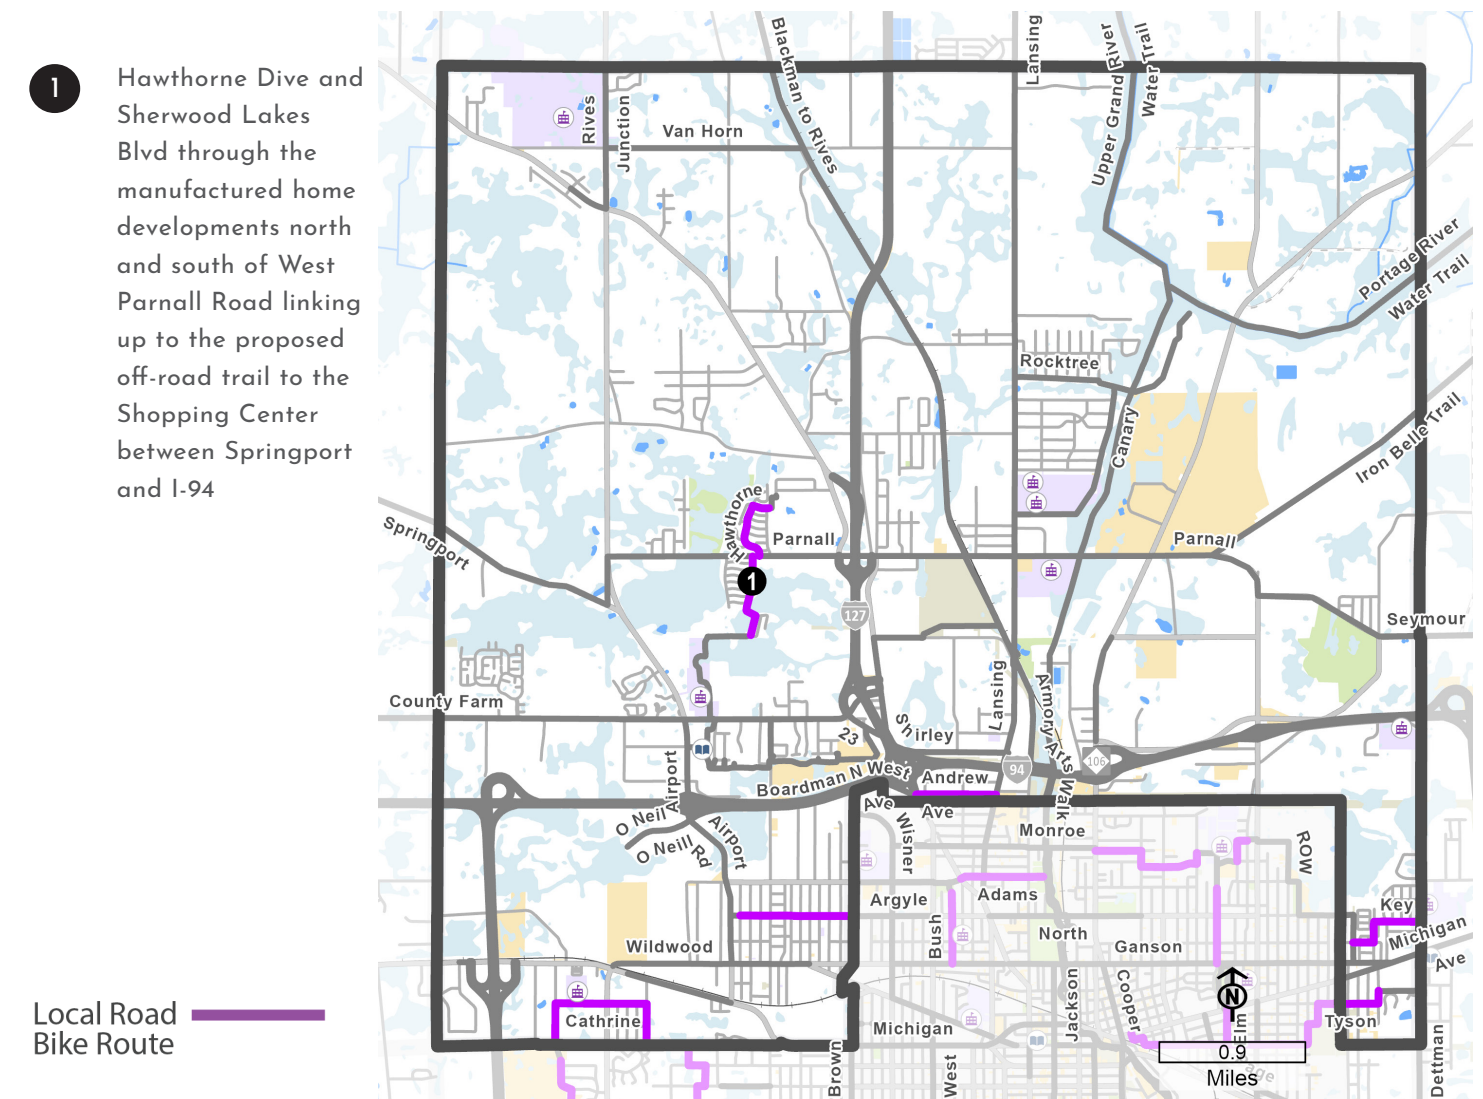 1
Hawthorne Dive and
Sherwood Lakes
Blvd through the
manufactured home
developments north
and south of West
Parnall Road linking
up to the proposed
off-road trail to the
Shopping Center
between Springport
and I-94
Local Road
Bike Route
Blackman to Rives
Lansing
Upper Grand River
Water Trail
Rives
Junction
Van Horn
Portage River
Water Trail
Rocktree
Canary
Iron Belle Trail
Hawthorne
Springport
Parnall
Parnall
1
127
Seymour
County Farm
Lansing
Armory Arts
Walk
Shirley
23
106
94
Airport
Boardman
N West
Ave
Andrew
Ave
O Neil
O Neill Rd
Airport
Wisner
Monroe
ROW
Argyle
Adams
Key
Bush
North
Ganson
Michigan
Ave
Wildwood
Cooper
Jackson
N
Cathrine
Michigan
Elm
Tyson
Brown
West
0.9
Miles
Dettman